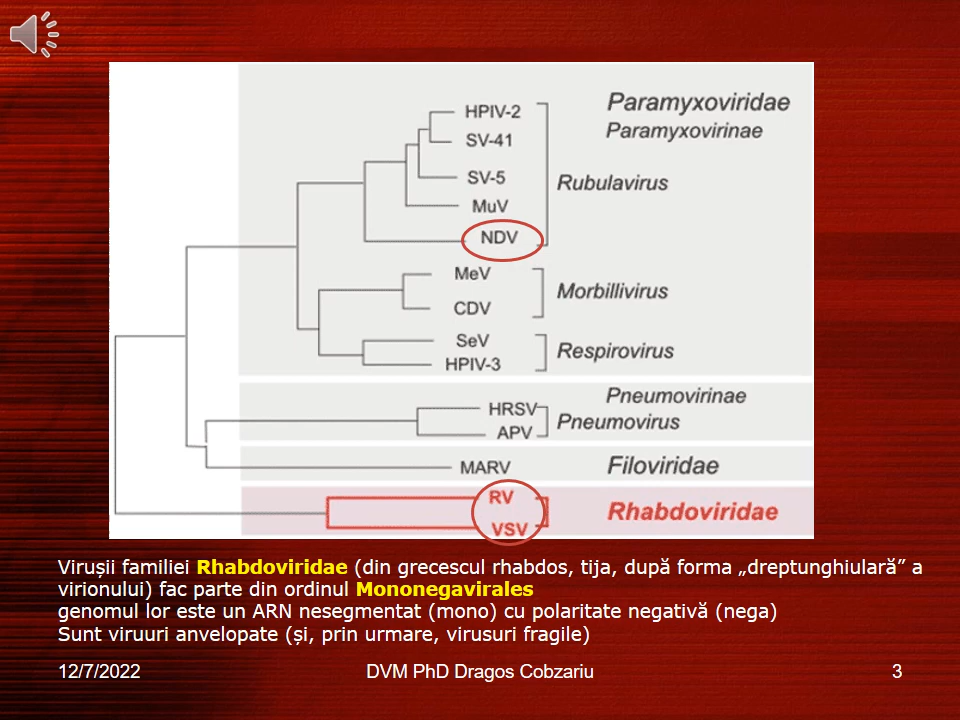 Paramyxoviridae
Paramyxovirinae
HPIV-2
SV-41
SV-5
MuV
NDV
Rubulavirus
MeV
CDV
Morbillivirus
SeV
HPIV-3
Respirovirus
Pneumovirinae
HRSV
APV
Pneumovirus
MARV
Filoviridae
RV
VSV
Rhabdoviridae
Virușii familiei Rhabdoviridae (din grecescul rhabdos, tija, după forma „dreptunghiulară” a
virionului) fac parte din ordinul Mononegavirales
genomul lor este un ARN nesegmentat (mono) cu polaritate negativă (nega)
Sunt viruuri anvelopate (și, prin urmare, virusuri fragile)
12/7/2022
DVM PhD Dragos Cobzariu
3